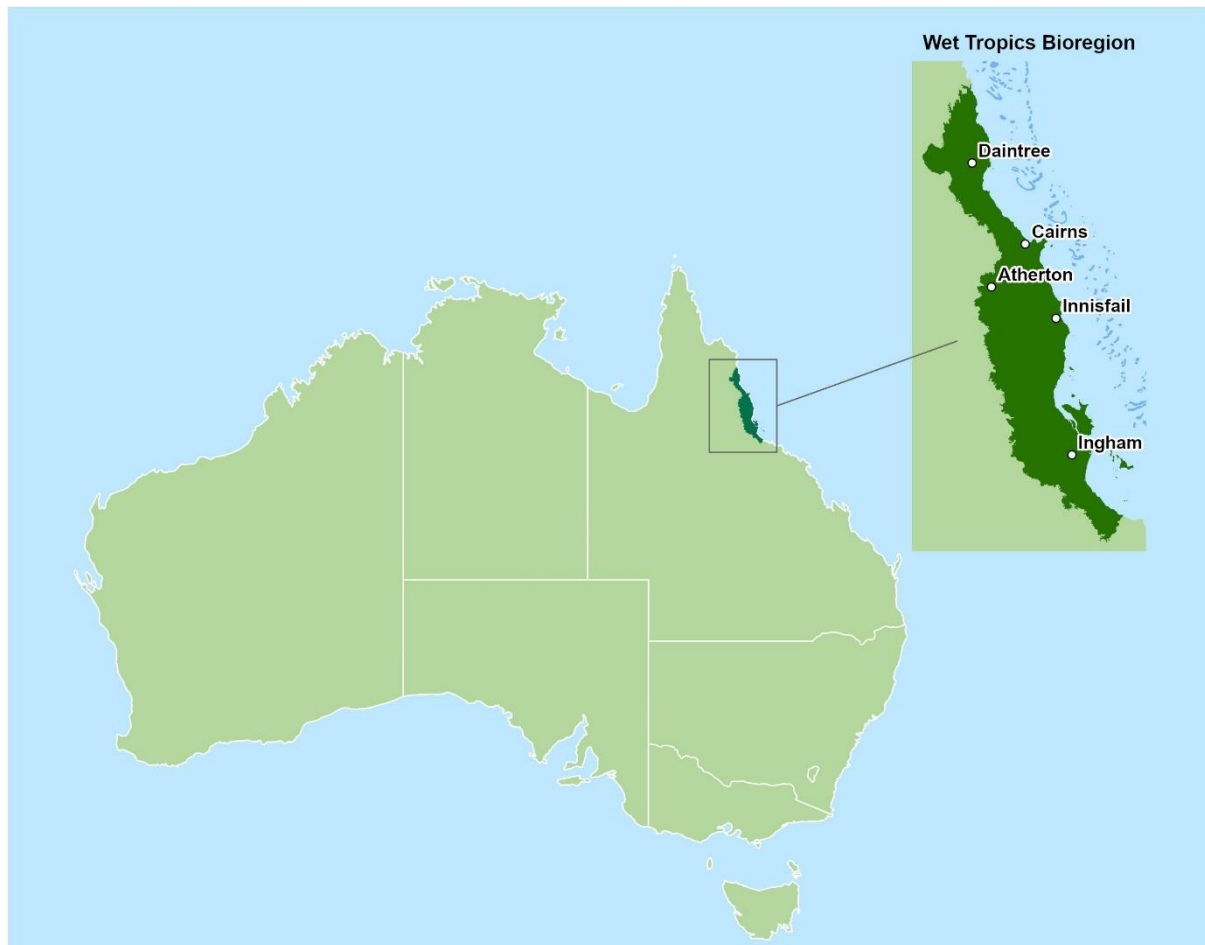 Wet Tropics Bioregion
Daintree
Cairns
Atherton
Innisfail
Ingham